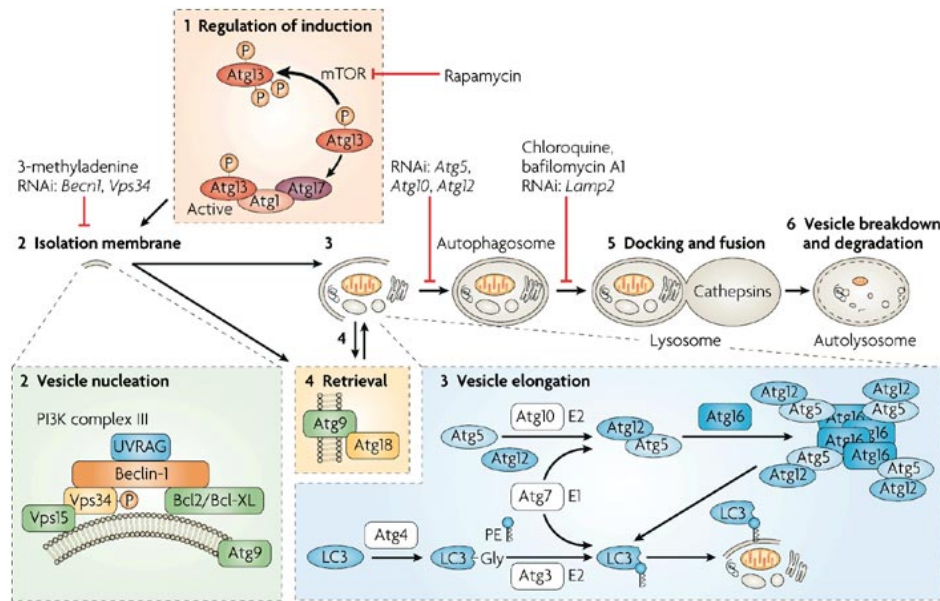 1 Regulation of induction
P
Atg13
P
P
mTOR
Rapamycin
P
Atg13
P
Atg13
Atg1
Atg17
Active
3-methyladenine
RNAi: Becn1, Vps34
RNAi: Atg5,
Atg10, Atg12
Chloroquine,
bafilomycin A1
RNAi: Lamp2
2 Isolation membrane
3
Autophagosome
5 Docking and fusion
6 Vesicle breakdown
and degradation
Cathepsins
Lysosome
Autolysosome
4
2 Vesicle nucleation
PI3K complex III
UVRAG
Beclin-1
Vps34
P
Bcl2/Bcl-XL
Vps15
Atg9
4 Retrieval
Atg9
Atg18
3 Vesicle elongation
Atg5
Atg12
Atg10 E2
Atg12
Atg5
Atg16
Atg7 E1
Atg12
Atg5
Atg12
Atg5
Atg16
Atg16
Atg16
Atg16
Atg5
Atg12
Atg5
Atg12
LC3
Atg4
LC3
Gly
PE
Atg3 E2
LC3
LC3